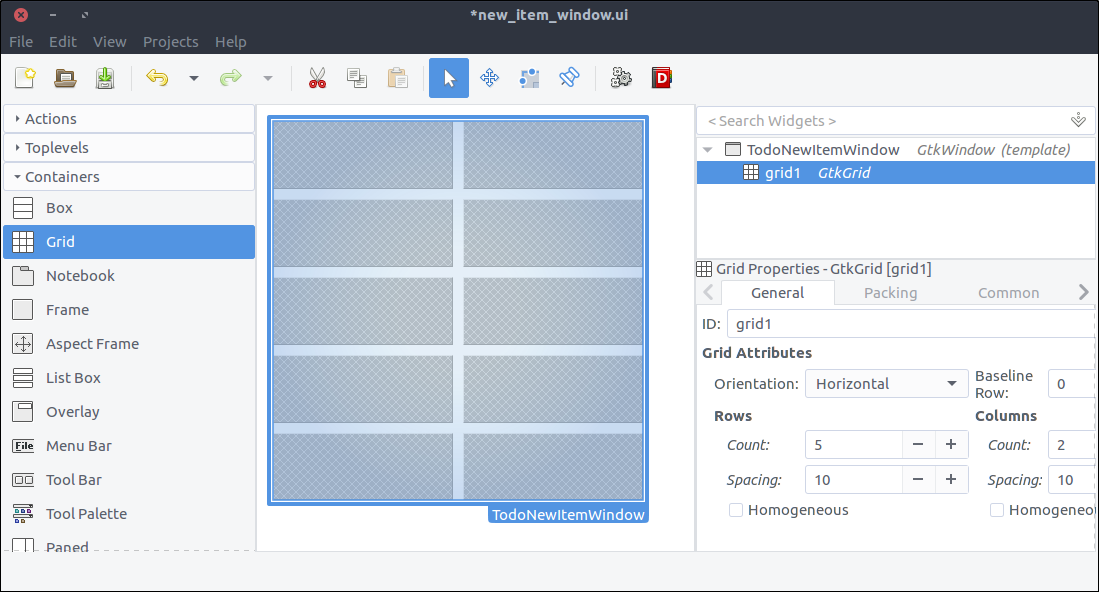 *new_item_window.ui
File Edit View Projects Help
D
Actions
Toplevels
Containers
Box
Grid
Notebook
Frame
Aspect Frame
List Box
Overlay
File Menu Bar
Tool Bar
Tool Palette
Paned
TodoNewItemWindow
< Search Widgets >
TodoNewItemWindow GtkWindow (template)
grid1 GtkGrid
Grid Properties - GtkGrid [grid1]
General Packing Common
ID: grid1
Grid Attributes
Orientation: Horizontal Baseline Row: 0
Rows Columns
Count: 5 − + Count: 2
Spacing: 10 − + Spacing: 10
Homogeneous Homogeneou